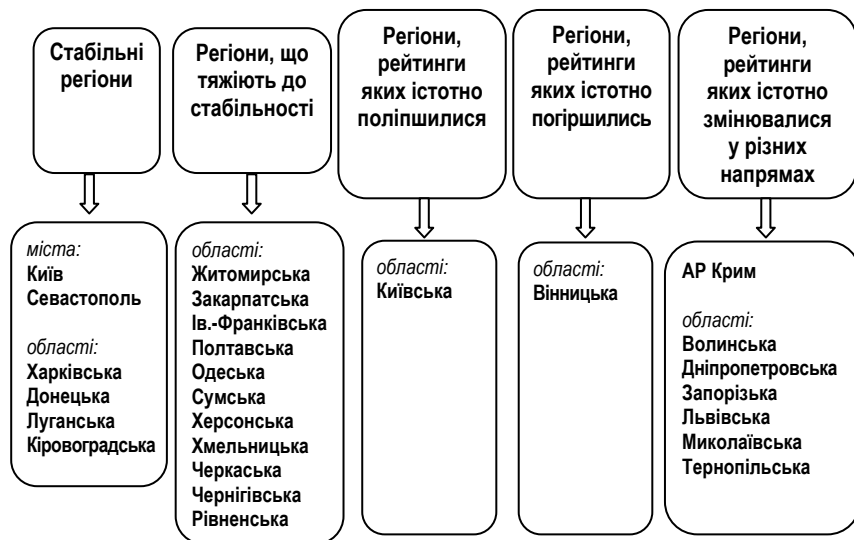 Стабільні
регіони
Регіони, що
тяжіють до
стабільності
Регіони,
рейтинги
яких істотно
поліпшилися
Регіони,
рейтинги
яких істотно
погіршились
Регіони,
рейтинги
яких істотно
змінювалися
у різних
напрямах
міста:
Київ
Севастополь
області:
Харківська
Донецька
Луганська
Кіровоградська
області:
Житомирська
Закарпатська
Ів.-Франківська
Полтавська
Одеська
Сумська
Херсонська
Хмельницька
Черкаська
Чернігівська
Рівненська
області:
Київська
області:
Вінницька
АР Крим
області:
Волинська
Дніпропетровська
Запорізька
Львівська
Миколаївська
Тернопільська